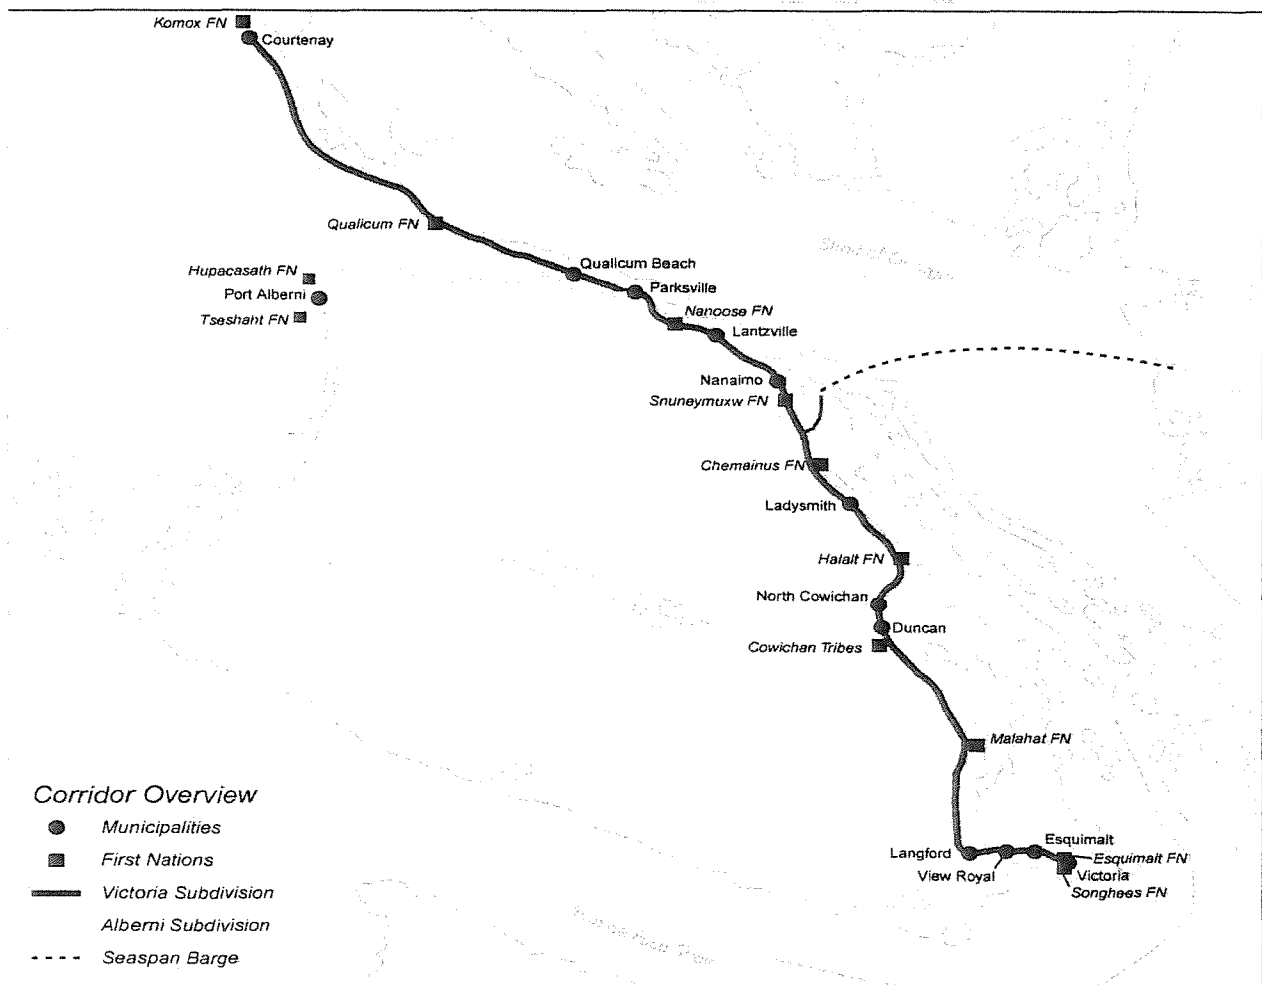 Komox FN
Courtenay
Qualicum FN
Hupacasath FN
Port Alberni
Tseshaht FN
Qualicum Beach
Parksville
Nanoose FN
Lantzville
Nanaimo
Snuneymuxw FN
Chemainus FN
Ladysmith
Halalt FN
North Cowichan
Duncan
Cowichan Tribes
Malahat FN
Langford
View Royal
Esquimalt
Esquimalt FN
Victoria
Songhees FN
Corridor Overview
Municipalities
First Nations
Victoria Subdivision
Alberni Subdivision
Seaspan Barge